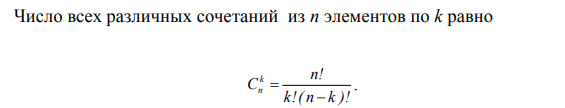 Число всех различных сочетаний из n элементов по k равно
C_n^k = n! / k!(n−k)! .